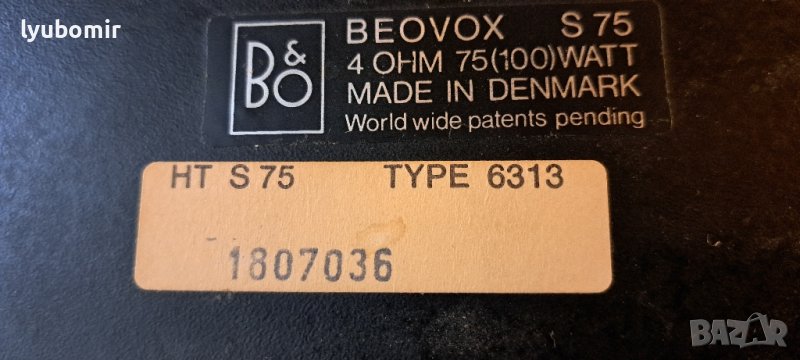 lyubomir
B&O
BEOVOX S 75
4 OHM 75(100)WATT
MADE IN DENMARK
World wide patents pending
HT S 75 TYPE 6313
1807036
BAZAR